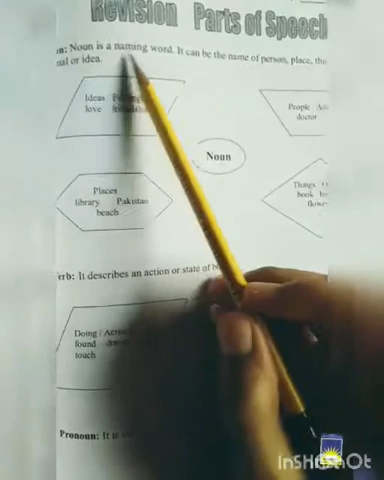 Revision Parts of Speech
Noun is a naming word. It can be the name of person, place,
or idea.
Ideas
love
People
doctor
Noun
Places
library Pakistan
beach
Things
book
It describes an action or state of
Doing
found
touch
Pronoun: It is
InShOt